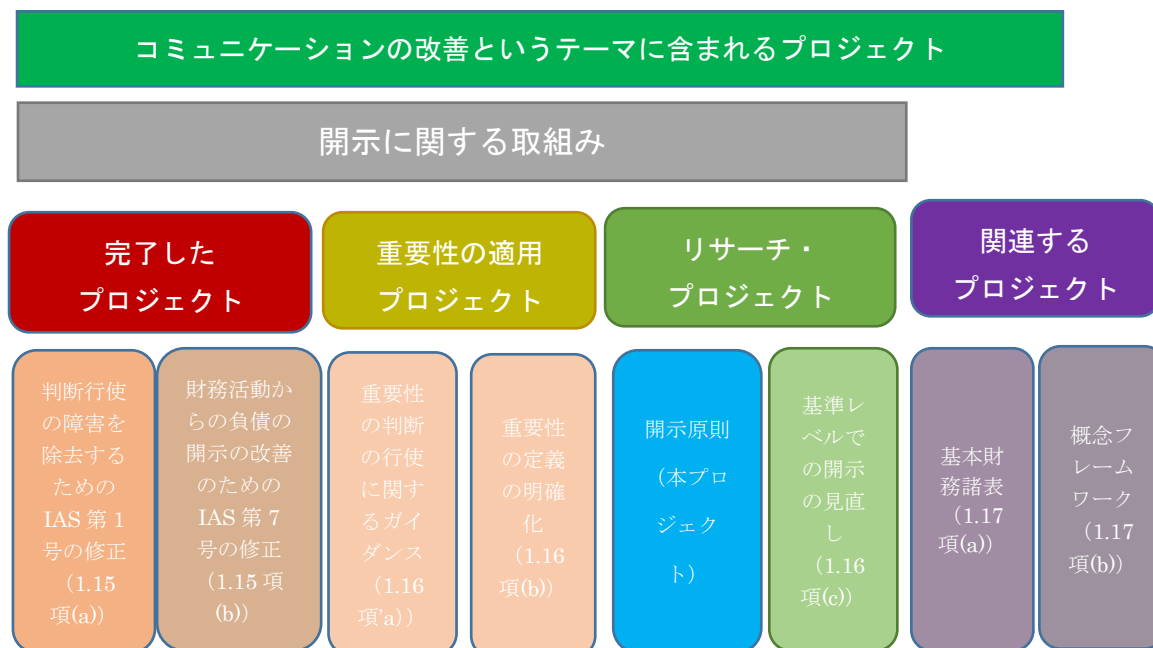 コミュニケーションの改善というテーマに含まれるプロジェクト
開示に関する取組み
完了した
プロジェクト
重要性の適用
プロジェクト
リサーチ・
プロジェクト
関連する
プロジェクト
判断行使
の障害を
除去する
ための
IAS 第 1
号の修正
（1.15
項(a)）
財務活動か
らの負債の
開示の改善
のための
IAS 第 7
号の修正
（1.15 項
(b)）
重要性
の判断
の行使
に関す
るガイ
ダンス
（1.16
項’a)）
重要性
の定義
の明確
化
（1.16
項(b)）
開示原則
（本プロ
ジェク
ト）
基準レ
ベルで
の開示
の見直
し
（1.16
項(c)）
基本財
務諸表
（1.17
項(a)）
概念フ
レーム
ワーク
（1.17
項(b)）